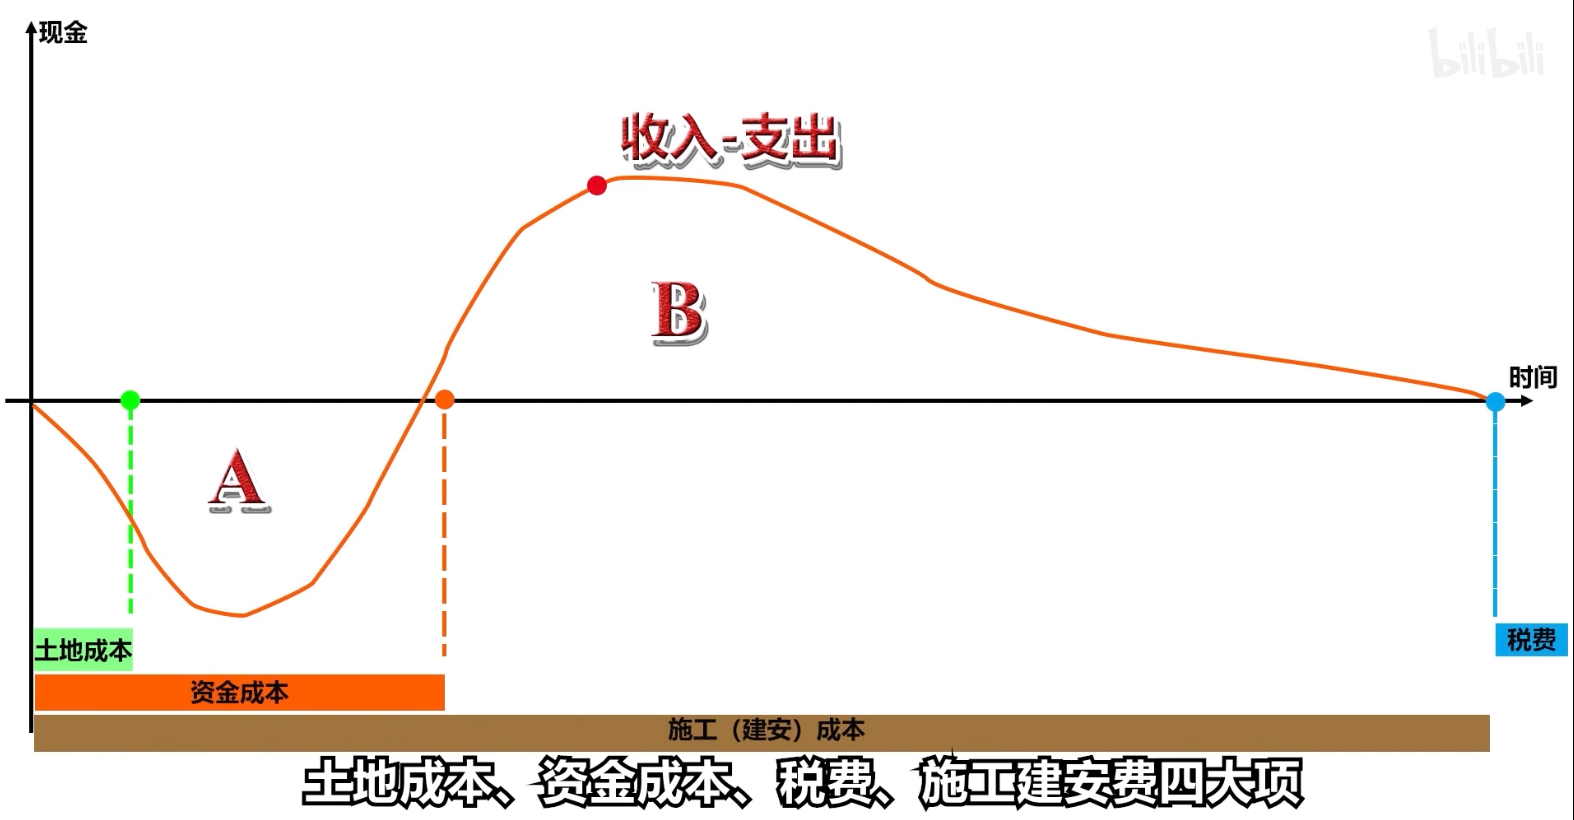 现金
bilibili
收入-支出
B
时间
A
土地成本
税费
资金成本
施工（建安）成本
土地成本、资金成本、税费、施工建安费四大项